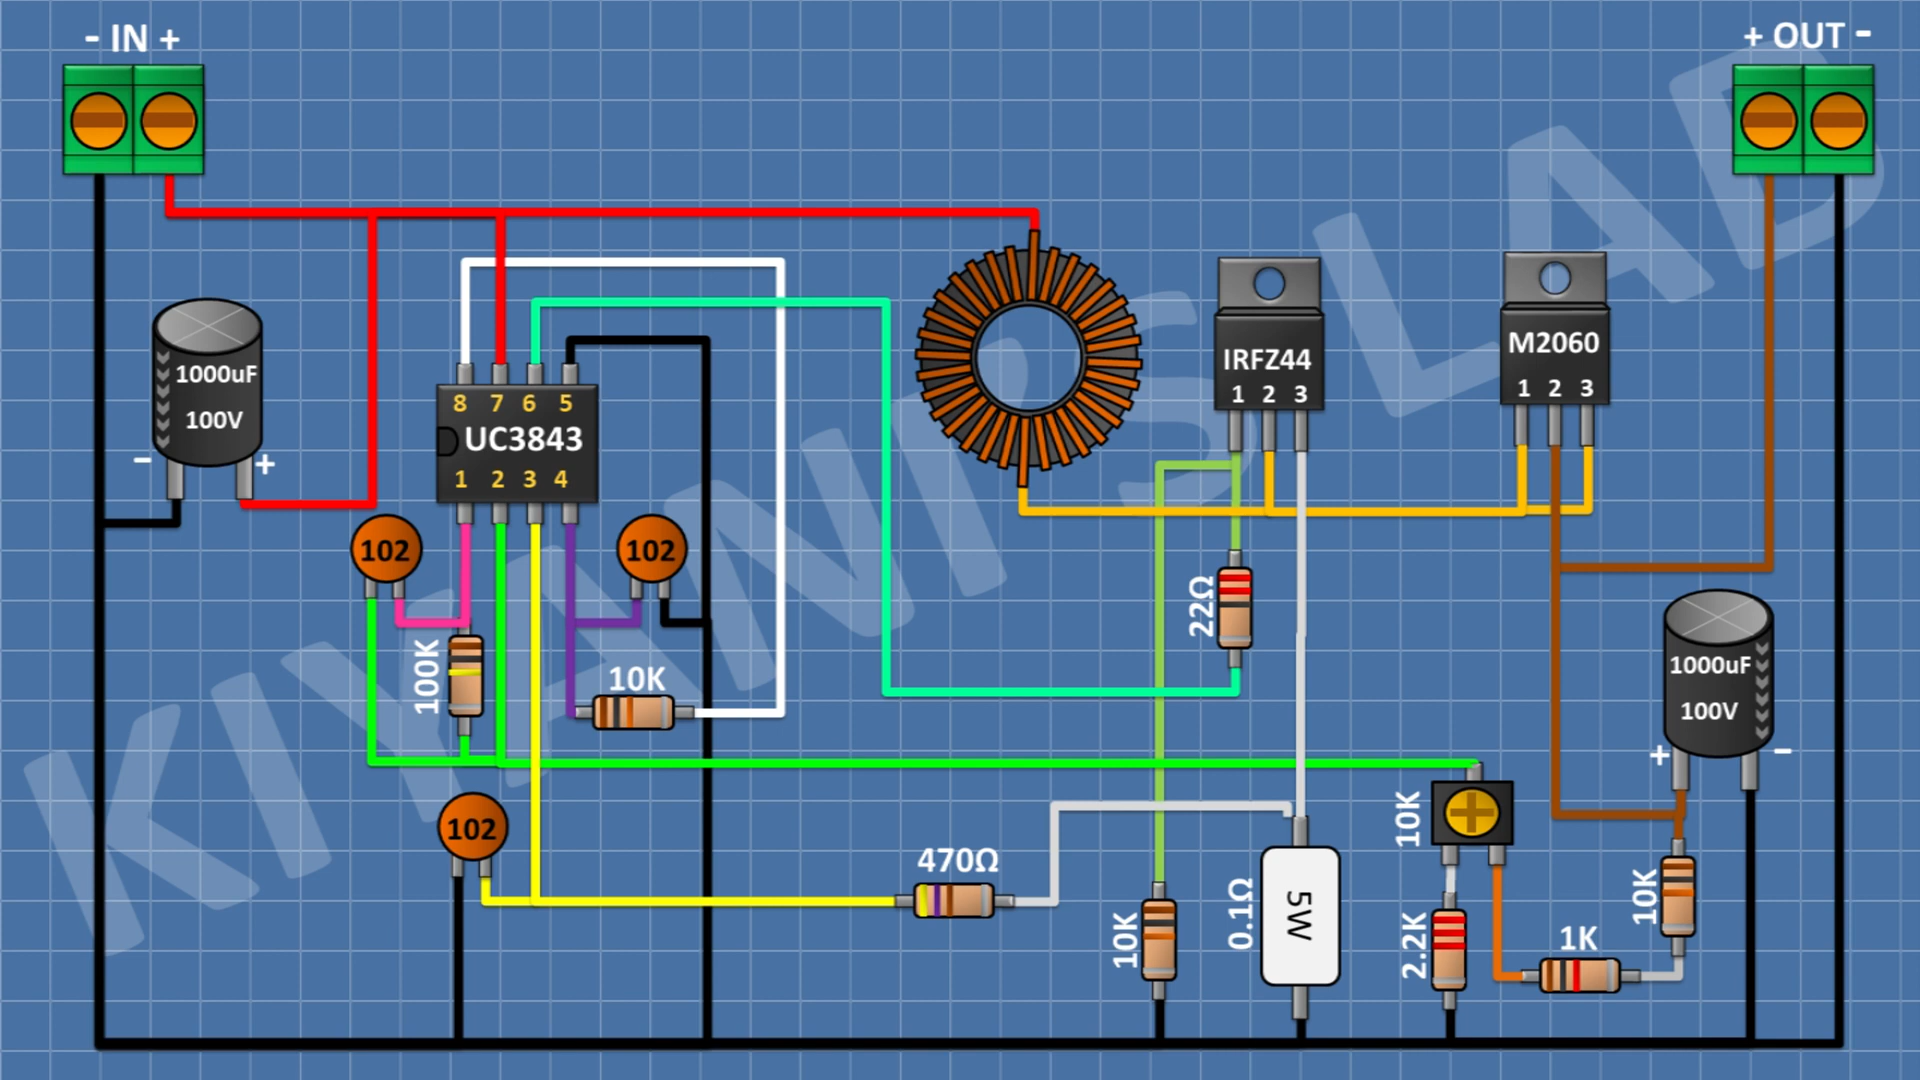 - IN +
+ OUT -
KIYANI'S LAB
1000uF
100V
- +
8 7 6 5
UC3843
1 2 3 4
IRFZ44
1 2 3
M2060
1 2 3
102
102
100K
10K
22Ω
1000uF
100V
+ -
102
470Ω
10K
0.1Ω
5W
10K
2.2K
1K
10K